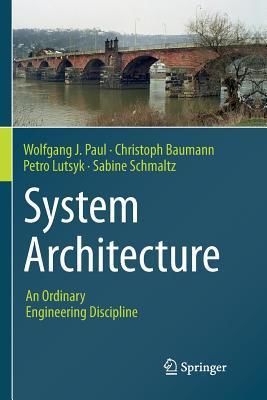 Wolfgang J. Paul · Christoph Baumann
Petro Lutsyk · Sabine Schmaltz
System
Architecture
An Ordinary
Engineering Discipline
Springer